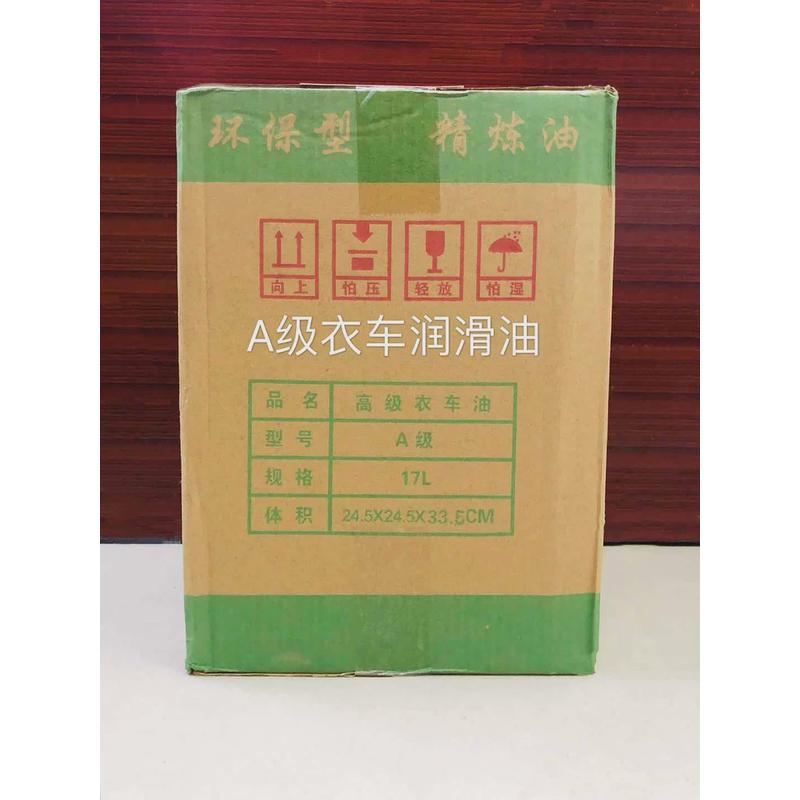 环保型 精炼油
向上 怕压 轻放 怕湿
A级衣车润滑油
品名 高级衣车油
型号 A级
规格 17L
体积 24.5X24.5X33.5CM